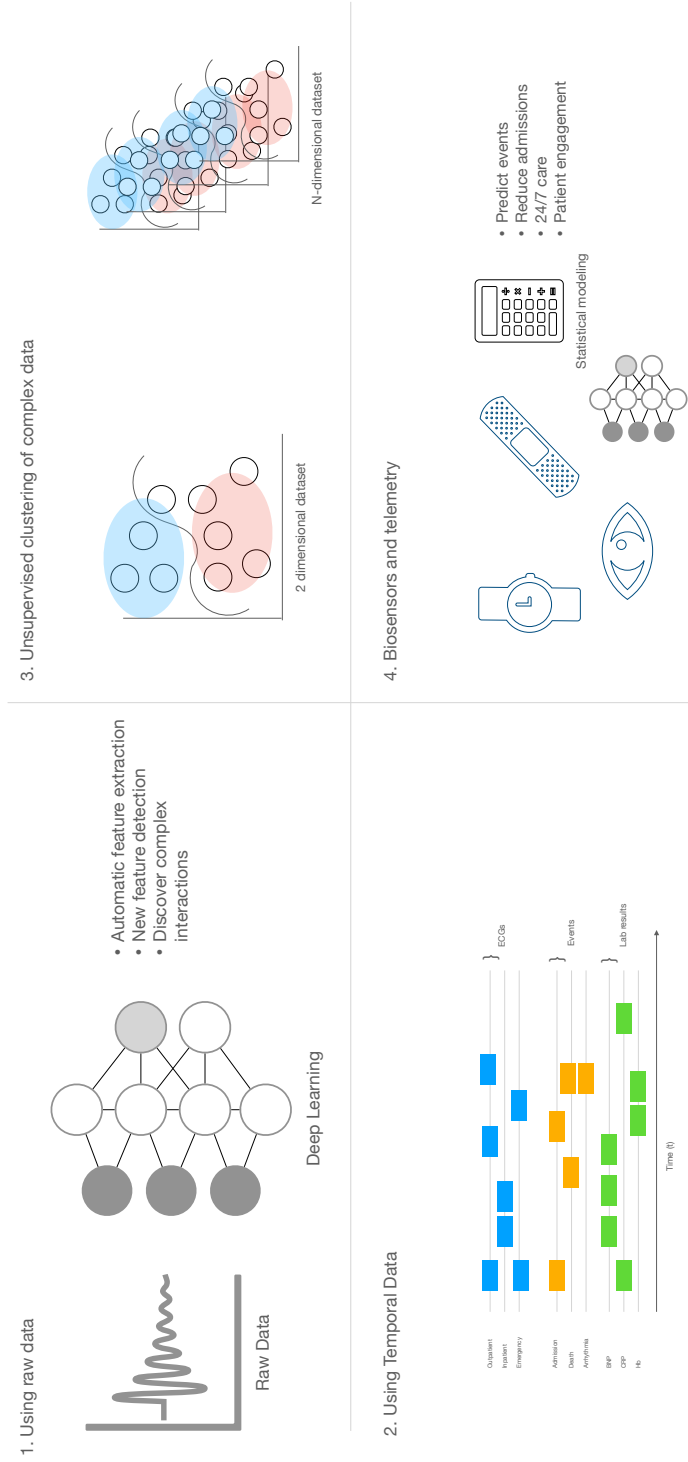 1. Using raw data
Raw Data
Deep Learning
• Automatic feature extraction
• New feature detection
• Discover complex
interactions
3. Unsupervised clustering of complex data
2 dimensional dataset
N-dimensional dataset
2. Using Temporal Data
Outpatient
Inpatient
Emergency
} ECGs
Admission
Death
Arrhythmia
} Events
BNP
CRP
Hb
} Lab results
Time (t)
4. Biosensors and telemetry
Statistical modeling
• Predict events
• Reduce admissions
• 24/7 care
• Patient engagement